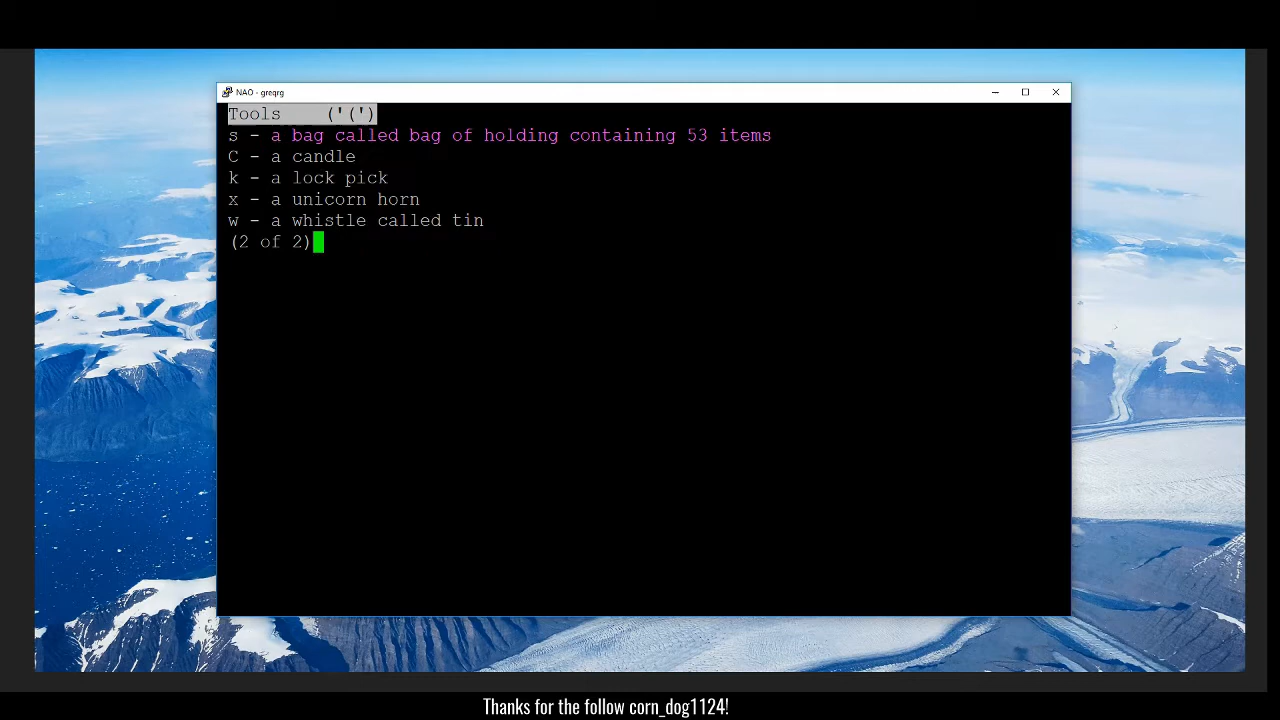 NAO - greqrg
Tools ('(')
s - a bag called bag of holding containing 53 items
C - a candle
k - a lock pick
x - a unicorn horn
w - a whistle called tin
(2 of 2)
Thanks for the follow corn_dog1124!